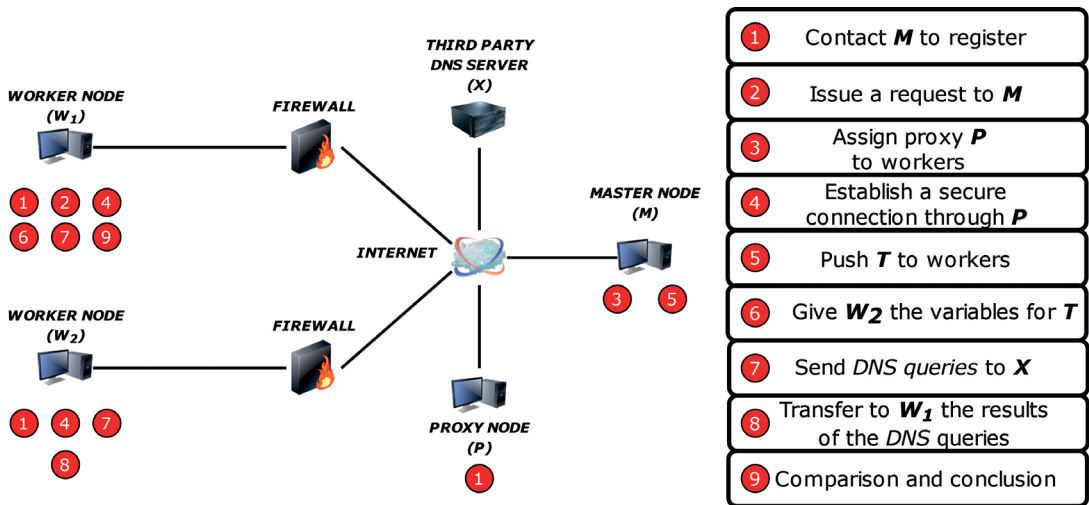 THIRD PARTY
DNS SERVER
(X)
WORKER NODE
(W1)
FIREWALL
1 2 4
6 7 9
MASTER NODE
(M)
INTERNET
3 5
WORKER NODE
(W2)
FIREWALL
1 4 7
8
PROXY NODE
(P)
1
1 Contact M to register
2 Issue a request to M
3 Assign proxy P
to workers
4 Establish a secure
connection through P
5 Push T to workers
6 Give W2 the variables for T
7 Send DNS queries to X
8 Transfer to W1 the results
of the DNS queries
9 Comparison and conclusion